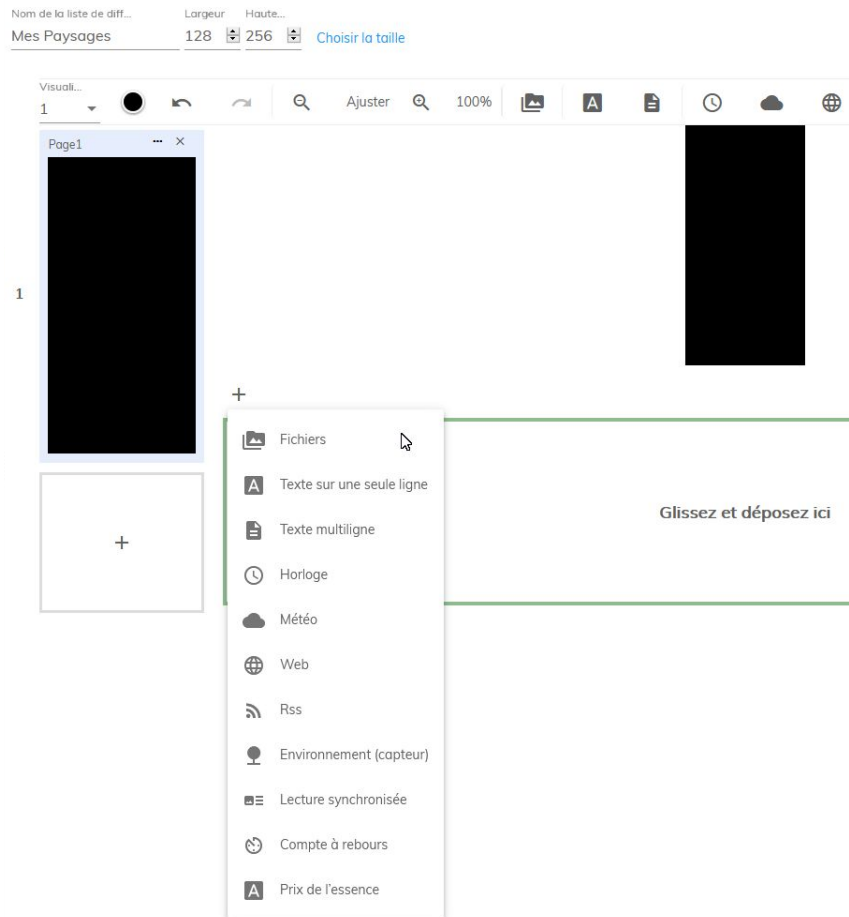 Nom de la liste de diff...
Largeur
Haute...
Mes Paysages
128
256
Choisir la taille
Visuali...
1
Ajuster
100%
Page1
1
Fichiers
Texte sur une seule ligne
Texte multiligne
Horloge
Météo
Web
Rss
Environnement (capteur)
Lecture synchronisée
Compte à rebours
Prix de l'essence
Glissez et déposez ici